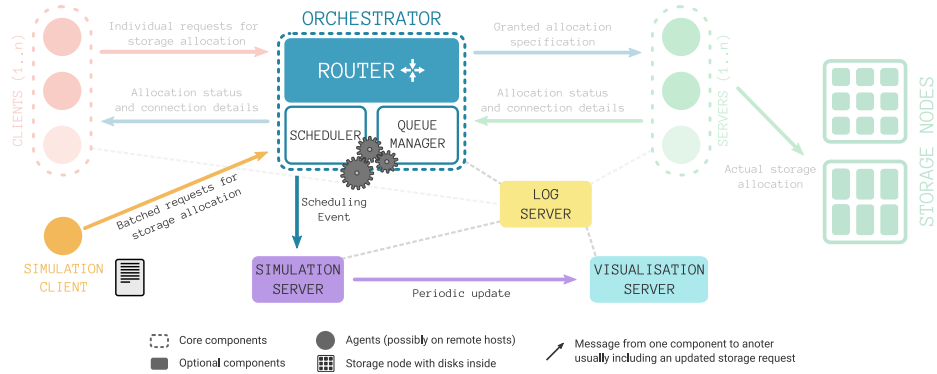 ORCHESTRATOR
Individual requests for
storage allocation
Granted allocation
specification
ROUTER
CLIENTS (1..n)
SERVERS (1..n)
STORAGE NODES
Allocation status
and connection details
SCHEDULER
QUEUE
MANAGER
Allocation status
and connection details
Actual storage
allocation
Batched requests for
storage allocation
Scheduling
Event
LOG
SERVER
SIMULATION
CLIENT
SIMULATION
SERVER
Periodic update
VISUALISATION
SERVER
Core components
Optional components
Agents (possibly on remote hosts)
Storage node with disks inside
Message from one component to anoter
usually including an updated storage request